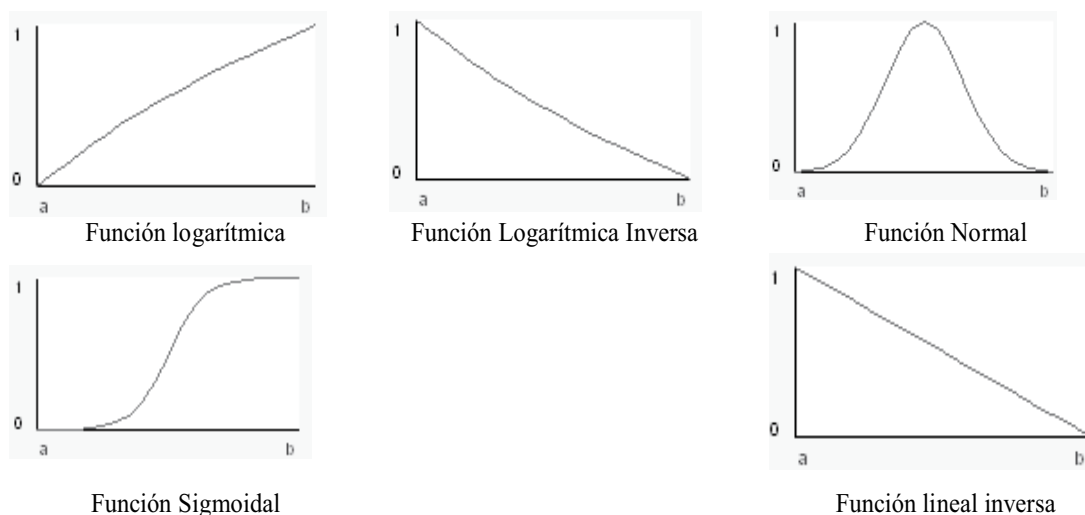 1
0
a b
Función logarítmica
1
0
a b
Función Logarítmica Inversa
1
0
a b
Función Normal
1
0
a b
Función Sigmoidal
1
0
a b
Función lineal inversa